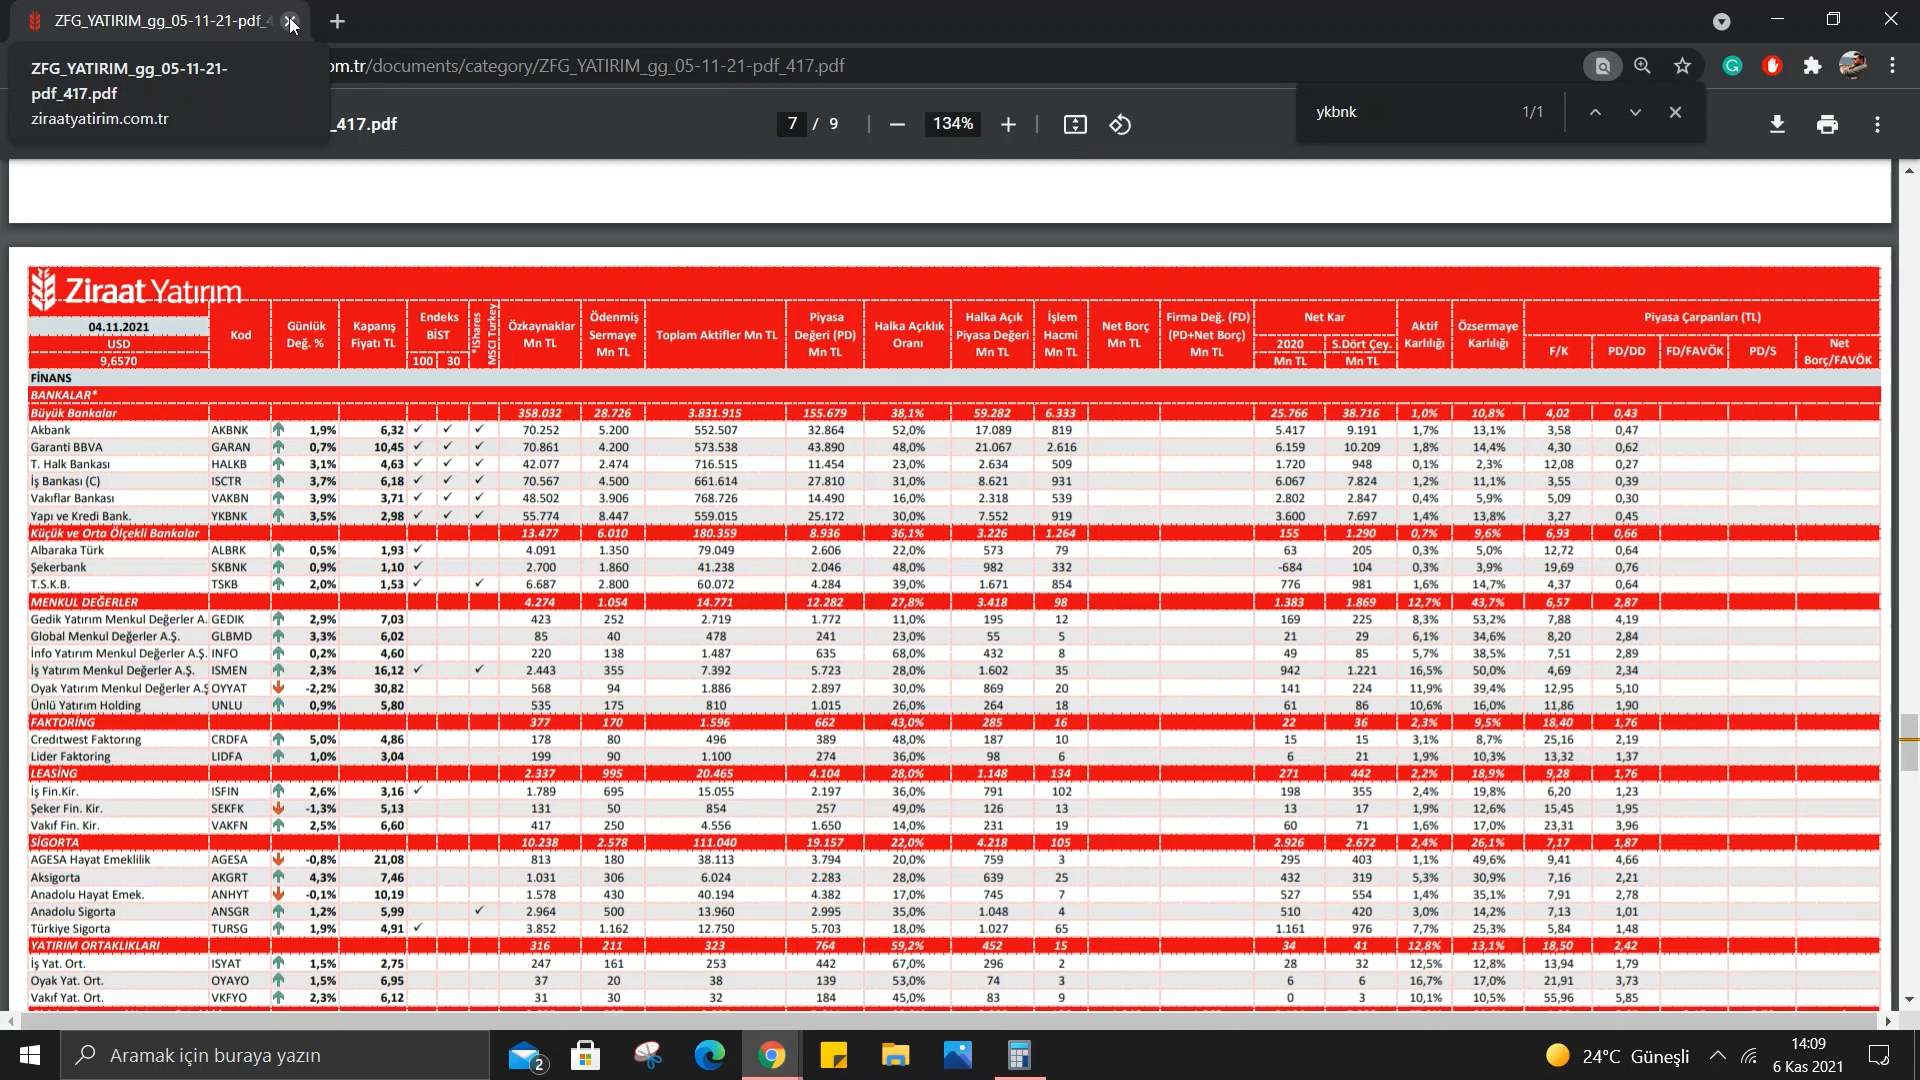 ZFG_YATIRIM_gg_05-11-21-pdf_4
ZFG_YATIRIM_gg_05-11-21-
pdf_417.pdf
ziraatyatirim.com.tr
om.tr/documents/category/ZFG_YATIRIM_gg_05-11-21-pdf_417.pdf
_417.pdf
7 / 9
134%
ykbnk 1/1
Ziraat Yatırım
04.11.2021
USD
9,6570
Kod
Günlük Değ. %
Kapanış Fiyatı TL
Endeks BİST
100 30
*iShares MSCI Turkey
Özkaynaklar Mn TL
Ödenmiş Sermaye Mn TL
Toplam Aktifler Mn TL
Piyasa Değeri (PD) Mn TL
Halka Açıklık Oranı
Halka Açık Piyasa Değeri Mn TL
İşlem Hacmi Mn TL
Net Borç Mn TL
Firma Değ. (FD) (PD+Net Borç) Mn TL
Net Kar
2020 Mn TL
S.Dört Çey. Mn TL
Aktif Karlılığı
Özsermaye Karlılığı
Piyasa Çarpanları (TL)
F/K PD/DD FD/FAVÖK PD/S Net Borç/FAVÖK
FİNANS
BANKALAR*
Büyük Bankalar 358.032 28.726 3.831.915 155.679 38,1% 59.282 6.333 25.766 38.716 1,0% 10,8% 4,02 0,43
Akbank AKBNK 1,9% 6,32 ✓ ✓ ✓ 70.252 5.200 552.507 32.864 52,0% 17.089 819 5.417 9.191 1,7% 13,1% 3,58 0,47
Garanti BBVA GARAN 0,7% 10,45 ✓ ✓ ✓ 70.861 4.200 573.538 43.890 48,0% 21.067 2.616 6.159 10.209 1,8% 14,4% 4,30 0,62
T. Halk Bankası HALKB 3,1% 4,63 ✓ ✓ ✓ 42.077 2.474 716.515 11.454 23,0% 2.634 509 1.720 948 0,1% 2,3% 12,08 0,27
İş Bankası (C) ISCTR 3,7% 6,18 ✓ ✓ ✓ 70.567 4.500 661.614 27.810 31,0% 8.621 931 6.067 7.824 1,2% 11,1% 3,55 0,39
Vakıflar Bankası VAKBN 3,9% 3,71 ✓ ✓ ✓ 48.502 3.906 768.726 14.490 16,0% 2.318 539 2.802 2.847 0,4% 5,9% 5,09 0,30
Yapı ve Kredi Bank. YKBNK 3,5% 2,98 ✓ ✓ ✓ 55.774 8.447 559.015 25.172 30,0% 7.552 919 3.600 7.697 1,4% 13,8% 3,27 0,45
Küçük ve Orta Ölçekli Bankalar 13.477 6.010 180.359 8.936 36,1% 3.226 1.264 155 1.290 0,7% 9,6% 6,93 0,66
Albaraka Türk ALBRK 0,5% 1,93 ✓ 4.091 1.350 79.049 2.606 22,0% 573 79 63 205 0,3% 5,0% 12,72 0,64
Şekerbank SKBNK 0,9% 1,10 ✓ 2.700 1.860 41.238 2.046 48,0% 982 332 -684 104 0,3% 3,9% 19,69 0,76
T.S.K.B. TSKB 2,0% 1,53 ✓ ✓ 6.687 2.800 60.072 4.284 39,0% 1.671 854 776 981 1,6% 14,7% 4,37 0,64
MENKUL DEĞERLER 4.274 1.054 14.771 12.282 27,8% 3.418 98 1.383 1.869 12,7% 43,7% 6,57 2,87
Gedik Yatırım Menkul Değerler A. GEDIK 2,9% 7,03 423 252 2.719 1.772 11,0% 195 12 169 225 8,3% 53,2% 7,88 4,19
Global Menkul Değerler A.Ş. GLBMD 3,3% 6,02 85 40 478 241 23,0% 55 5 21 29 6,1% 34,6% 8,20 2,84
İnfo Yatırım Menkul Değerler A.Ş. INFO 0,2% 4,60 220 138 1.487 635 68,0% 432 8 49 85 5,7% 38,5% 7,51 2,89
İş Yatırım Menkul Değerler A.Ş. ISMEN 2,3% 16,12 ✓ ✓ 2.443 355 7.392 5.723 28,0% 1.602 35 942 1.221 16,5% 50,0% 4,69 2,34
Oyak Yatırım Menkul Değerler A.Ş OYYAT -2,2% 30,82 568 94 1.886 2.897 30,0% 869 20 141 224 11,9% 39,4% 12,95 5,10
Ünlü Yatırım Holding UNLU 0,9% 5,80 535 175 810 1.015 26,0% 264 18 61 86 10,6% 16,0% 11,86 1,90
FAKTORİNG 377 170 1.596 662 43,0% 285 16 22 36 2,3% 9,5% 18,40 1,76
Credıtwest Faktorıng CRDFA 5,0% 4,86 178 80 496 389 48,0% 187 10 15 15 3,1% 8,7% 25,16 2,19
Lider Faktoring LIDFA 1,0% 3,04 199 90 1.100 274 36,0% 98 6 6 21 1,9% 10,3% 13,32 1,37
LEASİNG 2.337 995 20.465 4.104 28,0% 1.148 134 271 442 2,2% 18,9% 9,28 1,76
İş Fin.Kir. ISFIN 2,6% 3,16 ✓ 1.789 695 15.055 2.197 36,0% 791 102 198 355 2,4% 19,8% 6,20 1,23
Şeker Fin. Kir. SEKFK -1,3% 5,13 131 50 854 257 49,0% 126 13 13 17 1,9% 12,6% 15,45 1,95
Vakıf Fin. Kir. VAKFN 2,5% 6,60 417 250 4.556 1.650 14,0% 231 19 60 71 1,6% 17,0% 23,31 3,96
SİGORTA 10.238 2.578 111.040 19.157 22,0% 4.218 105 2.926 2.672 2,4% 26,1% 7,17 1,87
AGESA Hayat Emeklilik AGESA -0,8% 21,08 813 180 38.113 3.794 20,0% 759 3 295 403 1,1% 49,6% 9,41 4,66
Aksigorta AKGRT 4,3% 7,46 1.031 306 6.024 2.283 28,0% 639 25 432 319 5,3% 30,9% 7,16 2,21
Anadolu Hayat Emek. ANHYT -0,1% 10,19 1.578 430 40.194 4.382 17,0% 745 7 527 554 1,4% 35,1% 7,91 2,78
Anadolu Sigorta ANSGR 1,2% 5,99 ✓ 2.964 500 13.960 2.995 35,0% 1.048 4 510 420 3,0% 14,2% 7,13 1,01
Türkiye Sigorta TURSG 1,9% 4,91 ✓ 3.852 1.162 12.750 5.703 18,0% 1.027 65 1.161 976 7,7% 25,3% 5,84 1,48
YATIRIM ORTAKLIKLARI 316 211 323 764 59,2% 452 15 34 41 12,8% 13,1% 18,50 2,42
İş Yat. Ort. ISYAT 1,5% 2,75 247 161 253 442 67,0% 296 2 28 32 12,5% 12,8% 13,94 1,79
Oyak Yat. Ort. OYAYO 1,5% 6,95 37 20 38 139 53,0% 74 3 6 6 16,7% 17,0% 21,91 3,73
Vakıf Yat. Ort. VKFYO 2,3% 6,12 31 30 32 184 45,0% 83 9 0 3 10,1% 10,5% 55,96 5,85
Aramak için buraya yazın
2
24°C Güneşli
14:09
6 Kas 2021